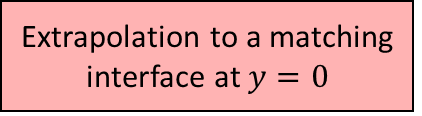 Extrapolation to a matching
interface at 𝑦 = 0